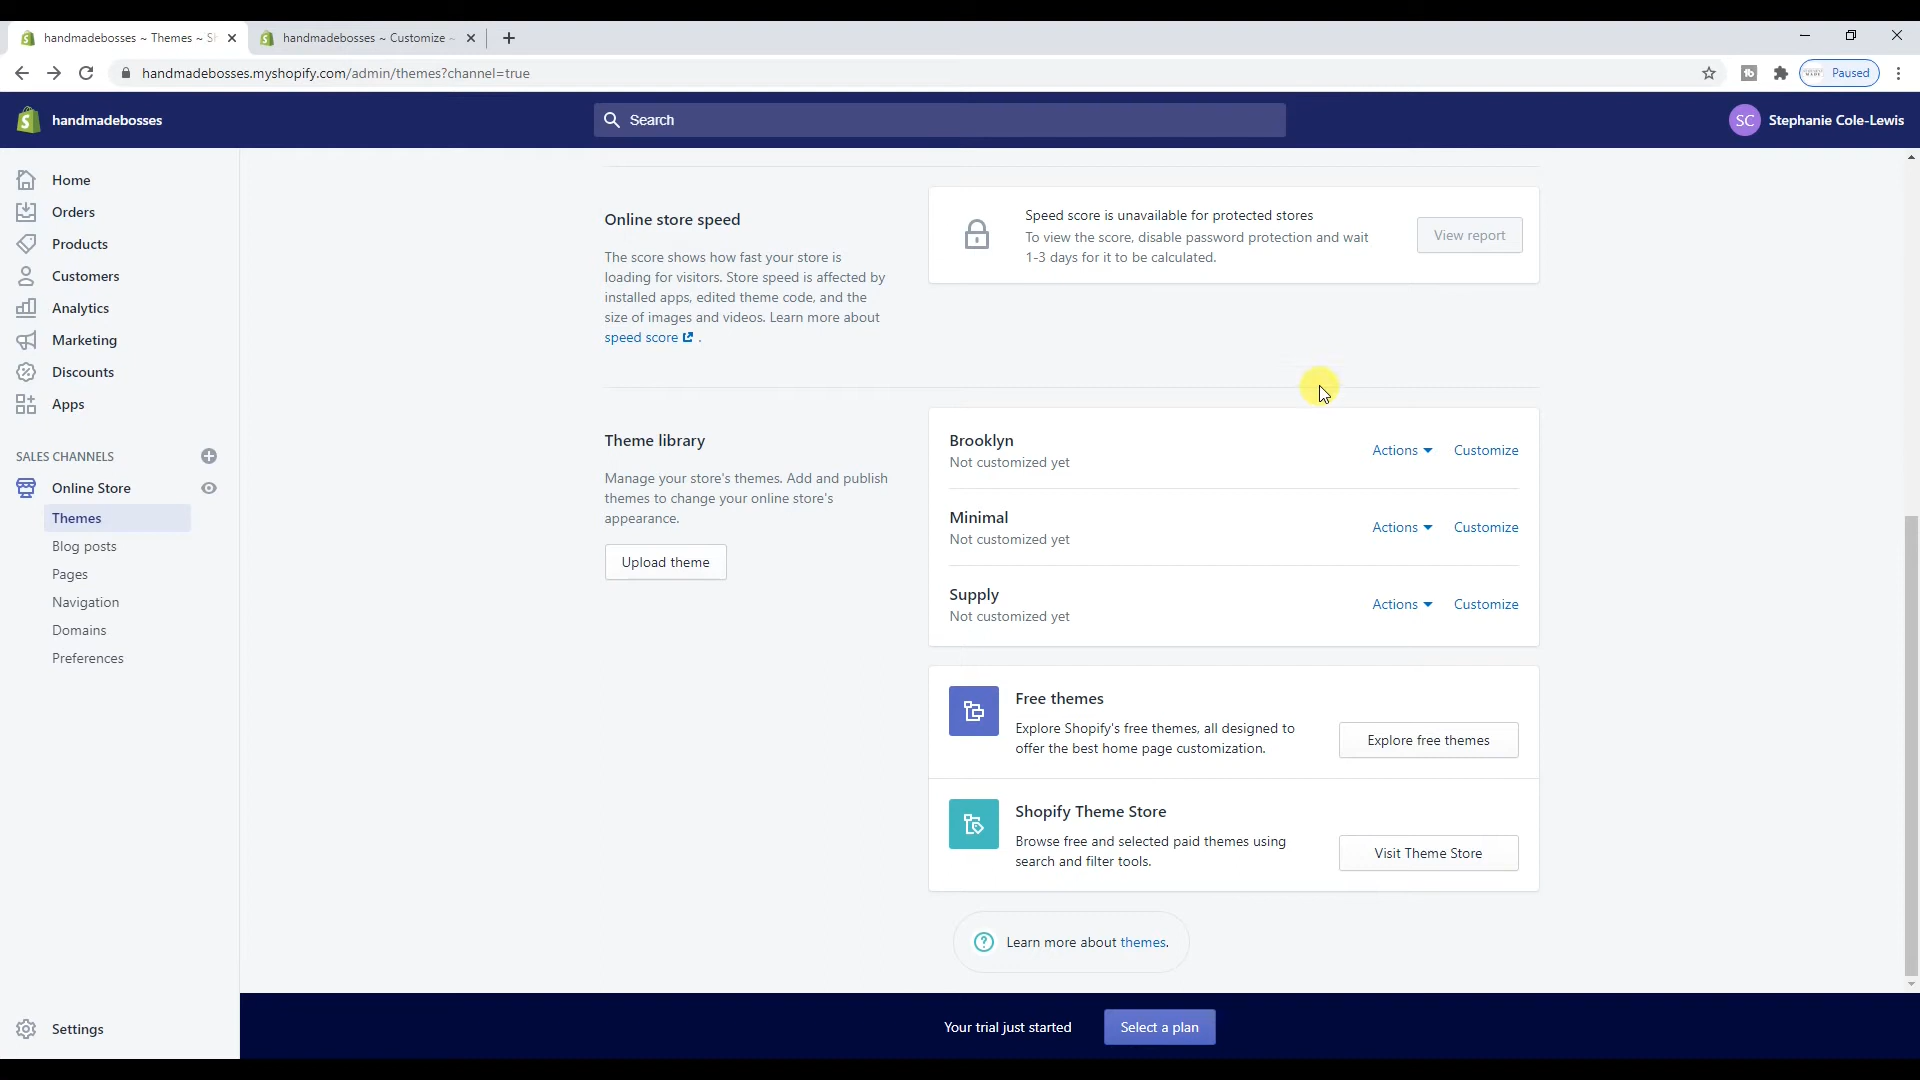 handmadebosses ~ Themes ~ Sh
handmadebosses ~ Customize ~
handmadebosses.myshopify.com/admin/themes?channel=true
Paused
handmadebosses
Search
SC
Stephanie Cole-Lewis
Home
Orders
Products
Customers
Analytics
Marketing
Discounts
Apps
SALES CHANNELS
Online Store
Themes
Blog posts
Pages
Navigation
Domains
Preferences
Settings
Online store speed
The score shows how fast your store is
loading for visitors. Store speed is affected by
installed apps, edited theme code, and the
size of images and videos. Learn more about
speed score .
Speed score is unavailable for protected stores
To view the score, disable password protection and wait
1-3 days for it to be calculated.
View report
Theme library
Manage your store's themes. Add and publish
themes to change your online store's
appearance.
Upload theme
Brooklyn
Not customized yet
Actions Customize
Minimal
Not customized yet
Actions Customize
Supply
Not customized yet
Actions Customize
Free themes
Explore Shopify's free themes, all designed to
offer the best home page customization.
Explore free themes
Shopify Theme Store
Browse free and selected paid themes using
search and filter tools.
Visit Theme Store
? Learn more about themes.
Your trial just started
Select a plan